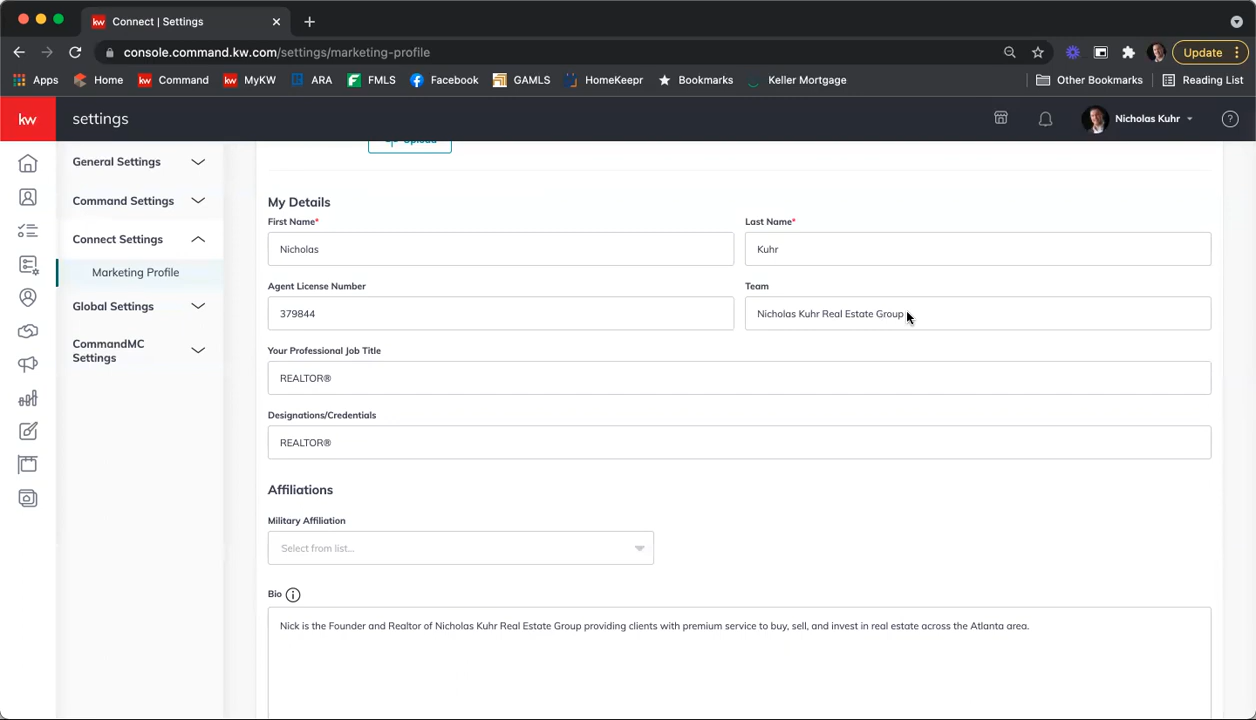 kw Connect | Settings
console.command.kw.com/settings/marketing-profile
Update
Apps Home kw Command kw MyKW ARA FMLS Facebook GAMLS HomeKeepr Bookmarks Keller Mortgage Other Bookmarks Reading List
kw settings Nicholas Kuhr
General Settings
Command Settings
Connect Settings
Marketing Profile
Global Settings
CommandMC
Settings
Upload
My Details
First Name* Last Name*
Nicholas Kuhr
Agent License Number Team
379844 Nicholas Kuhr Real Estate Group
Your Professional Job Title
REALTOR®
Designations/Credentials
REALTOR®
Affiliations
Military Affiliation
Select from list...
Bio
Nick is the Founder and Realtor of Nicholas Kuhr Real Estate Group providing clients with premium service to buy, sell, and invest in real estate across the Atlanta area.